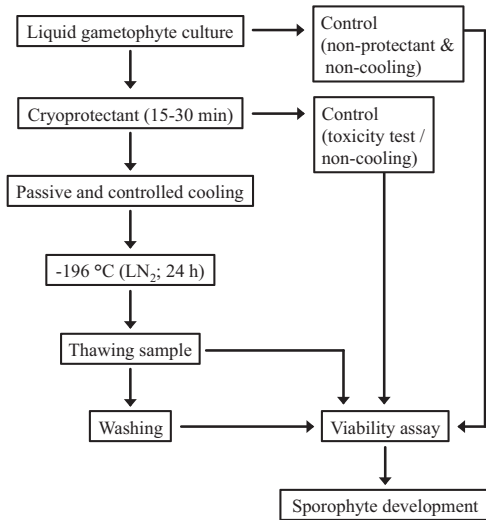 Liquid gametophyte culture
Control
(non-protectant &
non-cooling)
Cryoprotectant (15-30 min)
Control
(toxicity test /
non-cooling)
Passive and controlled cooling
-196 °C (LN₂; 24 h)
Thawing sample
Washing
Viability assay
Sporophyte development